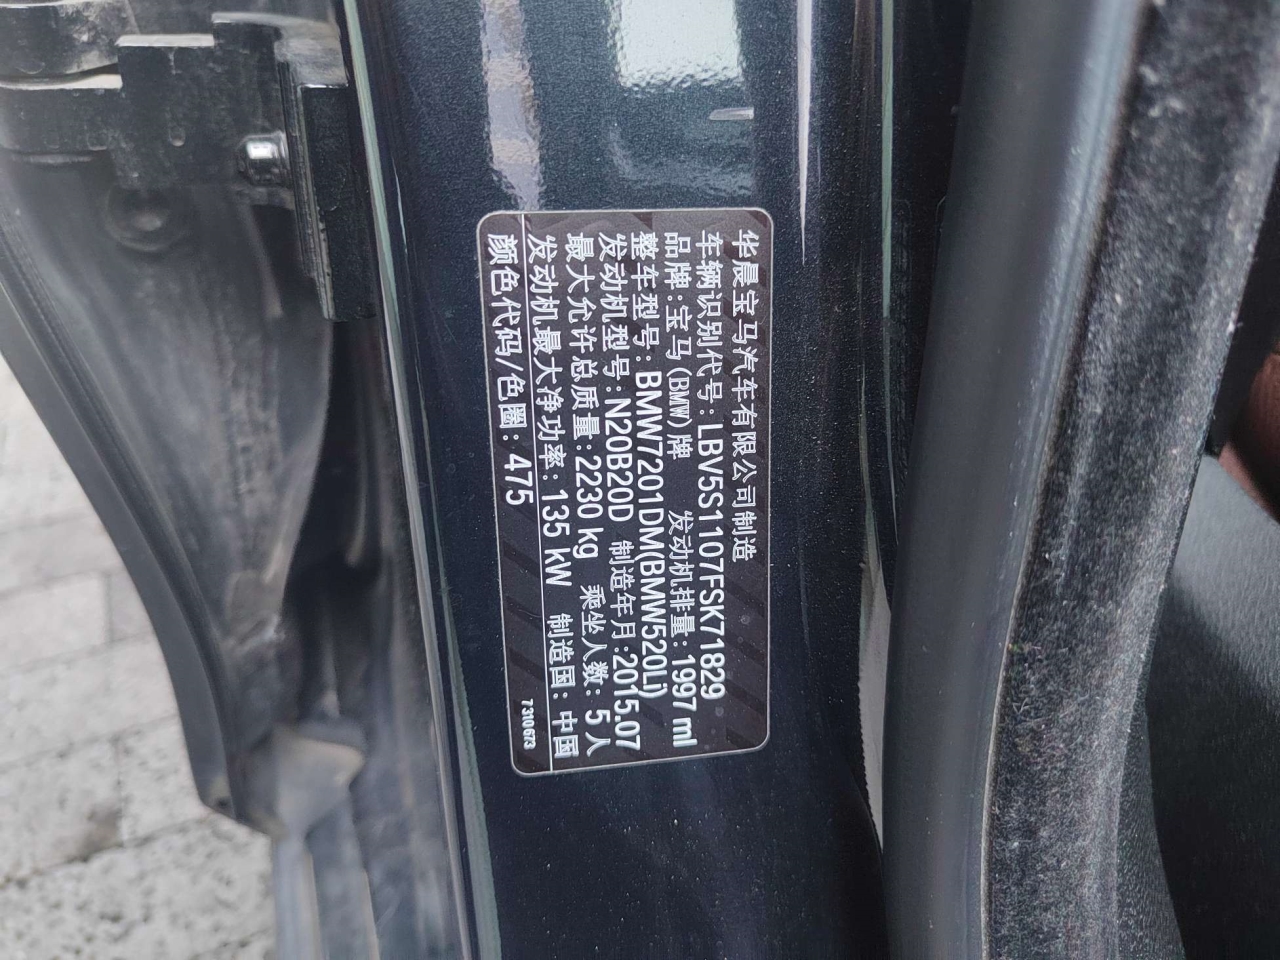 华晨宝马汽车有限公司制造
车辆识别代号:LBV5S1107FSK71829
品牌:宝马(BMW)牌 发动机排量:1997 ml
整车型号:BMW7201DM(BMW520Li)
发动机型号:N20B20D 制造年月:2015.07
最大允许总质量:2230 kg 乘坐人数:5人
发动机最大净功率:135 kW 制造国:中国
颜色代码/色圈:475 7310673